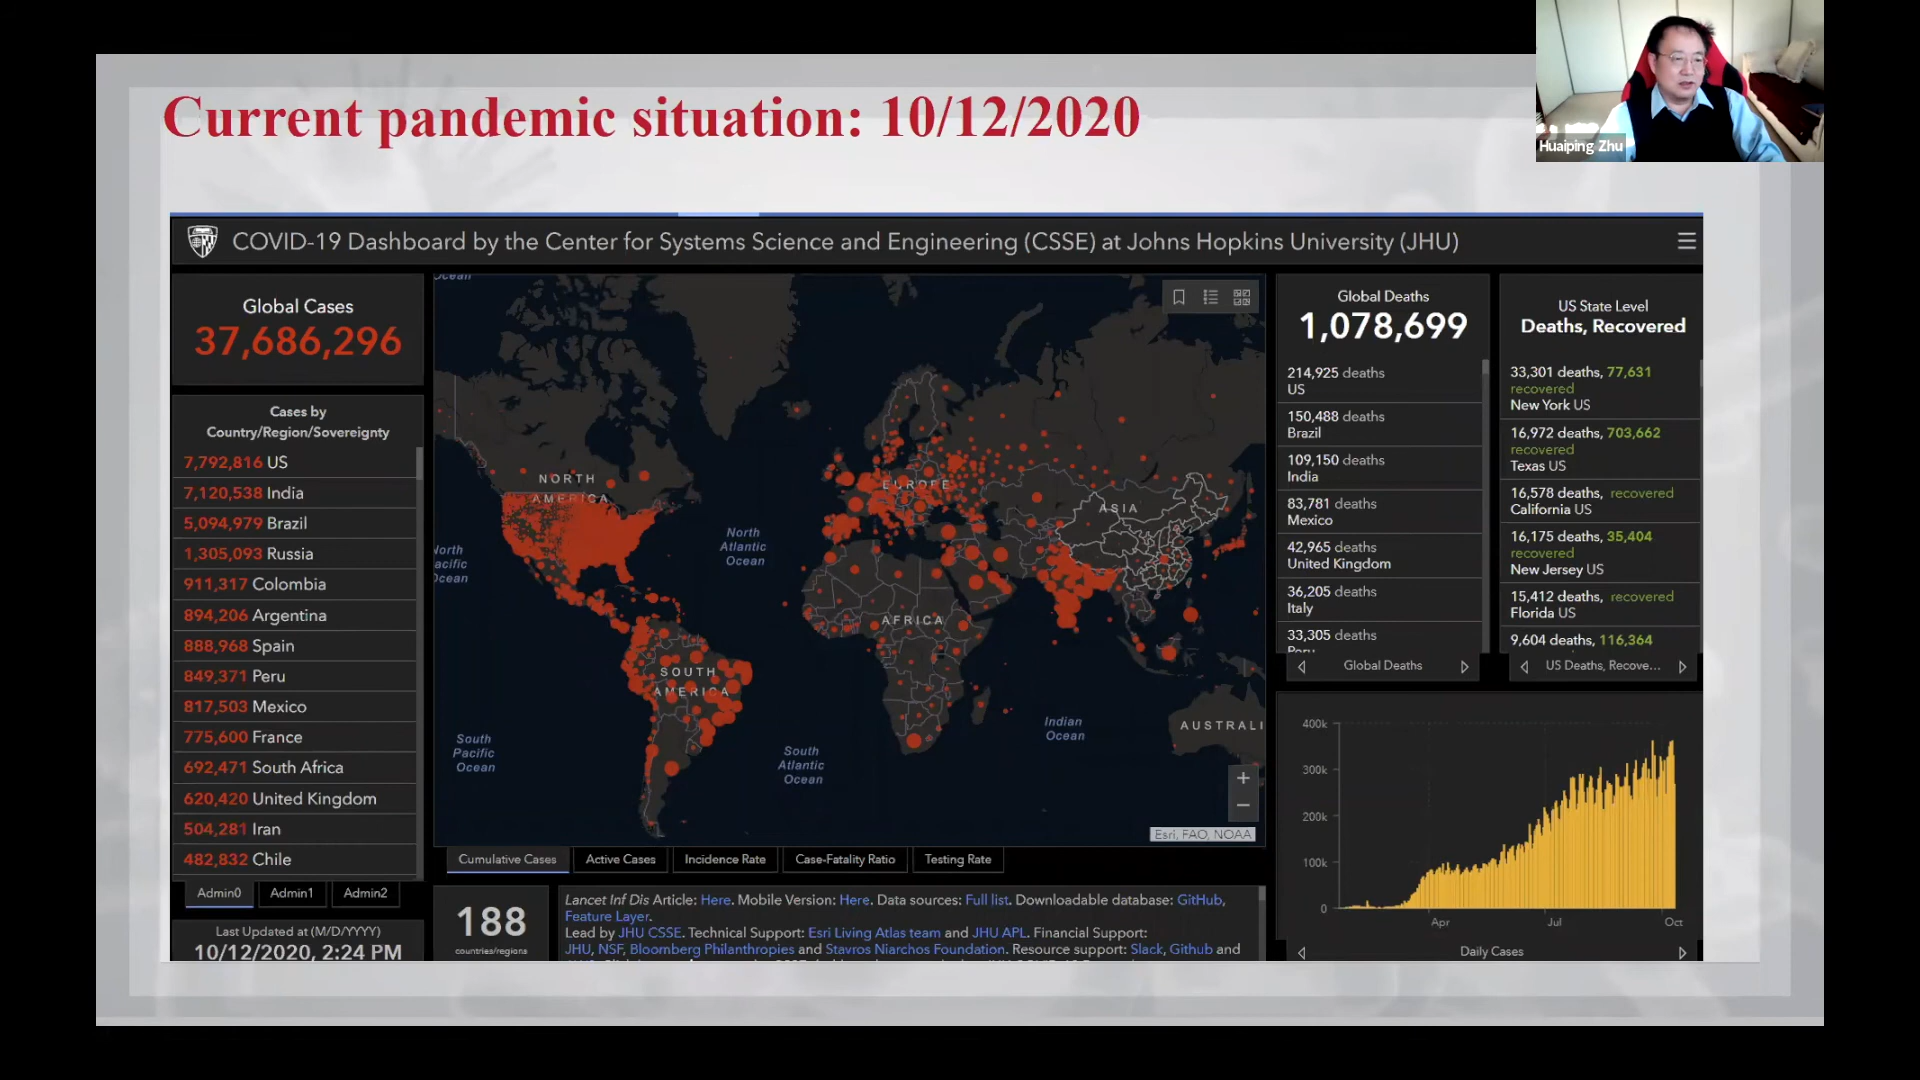 Current pandemic situation: 10/12/2020
Huaiping Zhu
COVID-19 Dashboard by the Center for Systems Science and Engineering (CSSE) at Johns Hopkins University (JHU)
Global Cases
37,686,296
Cases by
Country/Region/Sovereignty
7,792,816 US
7,120,538 India
5,094,979 Brazil
1,305,093 Russia
911,317 Colombia
894,206 Argentina
888,968 Spain
849,371 Peru
817,503 Mexico
775,600 France
692,471 South Africa
620,420 United Kingdom
504,281 Iran
482,832 Chile
Admin0 Admin1 Admin2
Last Updated at (M/D/YYYY)
10/12/2020, 2:24 PM
Ocean
NORTH
AMERICA
EUROPE
ASIA
North
Atlantic
Ocean
AFRICA
SOUTH
AMERICA
Indian
Ocean
AUSTRALI
South
Pacific
Ocean
South
Atlantic
Ocean
Esri, FAO, NOAA
Cumulative Cases Active Cases Incidence Rate Case-Fatality Ratio Testing Rate
188
countries/regions
Lancet Inf Dis Article: Here. Mobile Version: Here. Data sources: Full list. Downloadable database: GitHub,
Feature Layer.
Lead by JHU CSSE. Technical Support: Esri Living Atlas team and JHU APL. Financial Support:
JHU, NSF, Bloomberg Philanthropies and Stavros Niarchos Foundation. Resource support: Slack, Github and
Global Deaths
1,078,699
214,925 deaths
US
150,488 deaths
Brazil
109,150 deaths
India
83,781 deaths
Mexico
42,965 deaths
United Kingdom
36,205 deaths
Italy
33,305 deaths
Peru
Global Deaths
US State Level
Deaths, Recovered
33,301 deaths, 77,631
recovered
New York US
16,972 deaths, 703,662
recovered
Texas US
16,578 deaths, recovered
California US
16,175 deaths, 35,404
recovered
New Jersey US
15,412 deaths, recovered
Florida US
9,604 deaths, 116,364
US Deaths, Recove...
400k
300k
200k
100k
0
Apr Jul Oct
Daily Cases